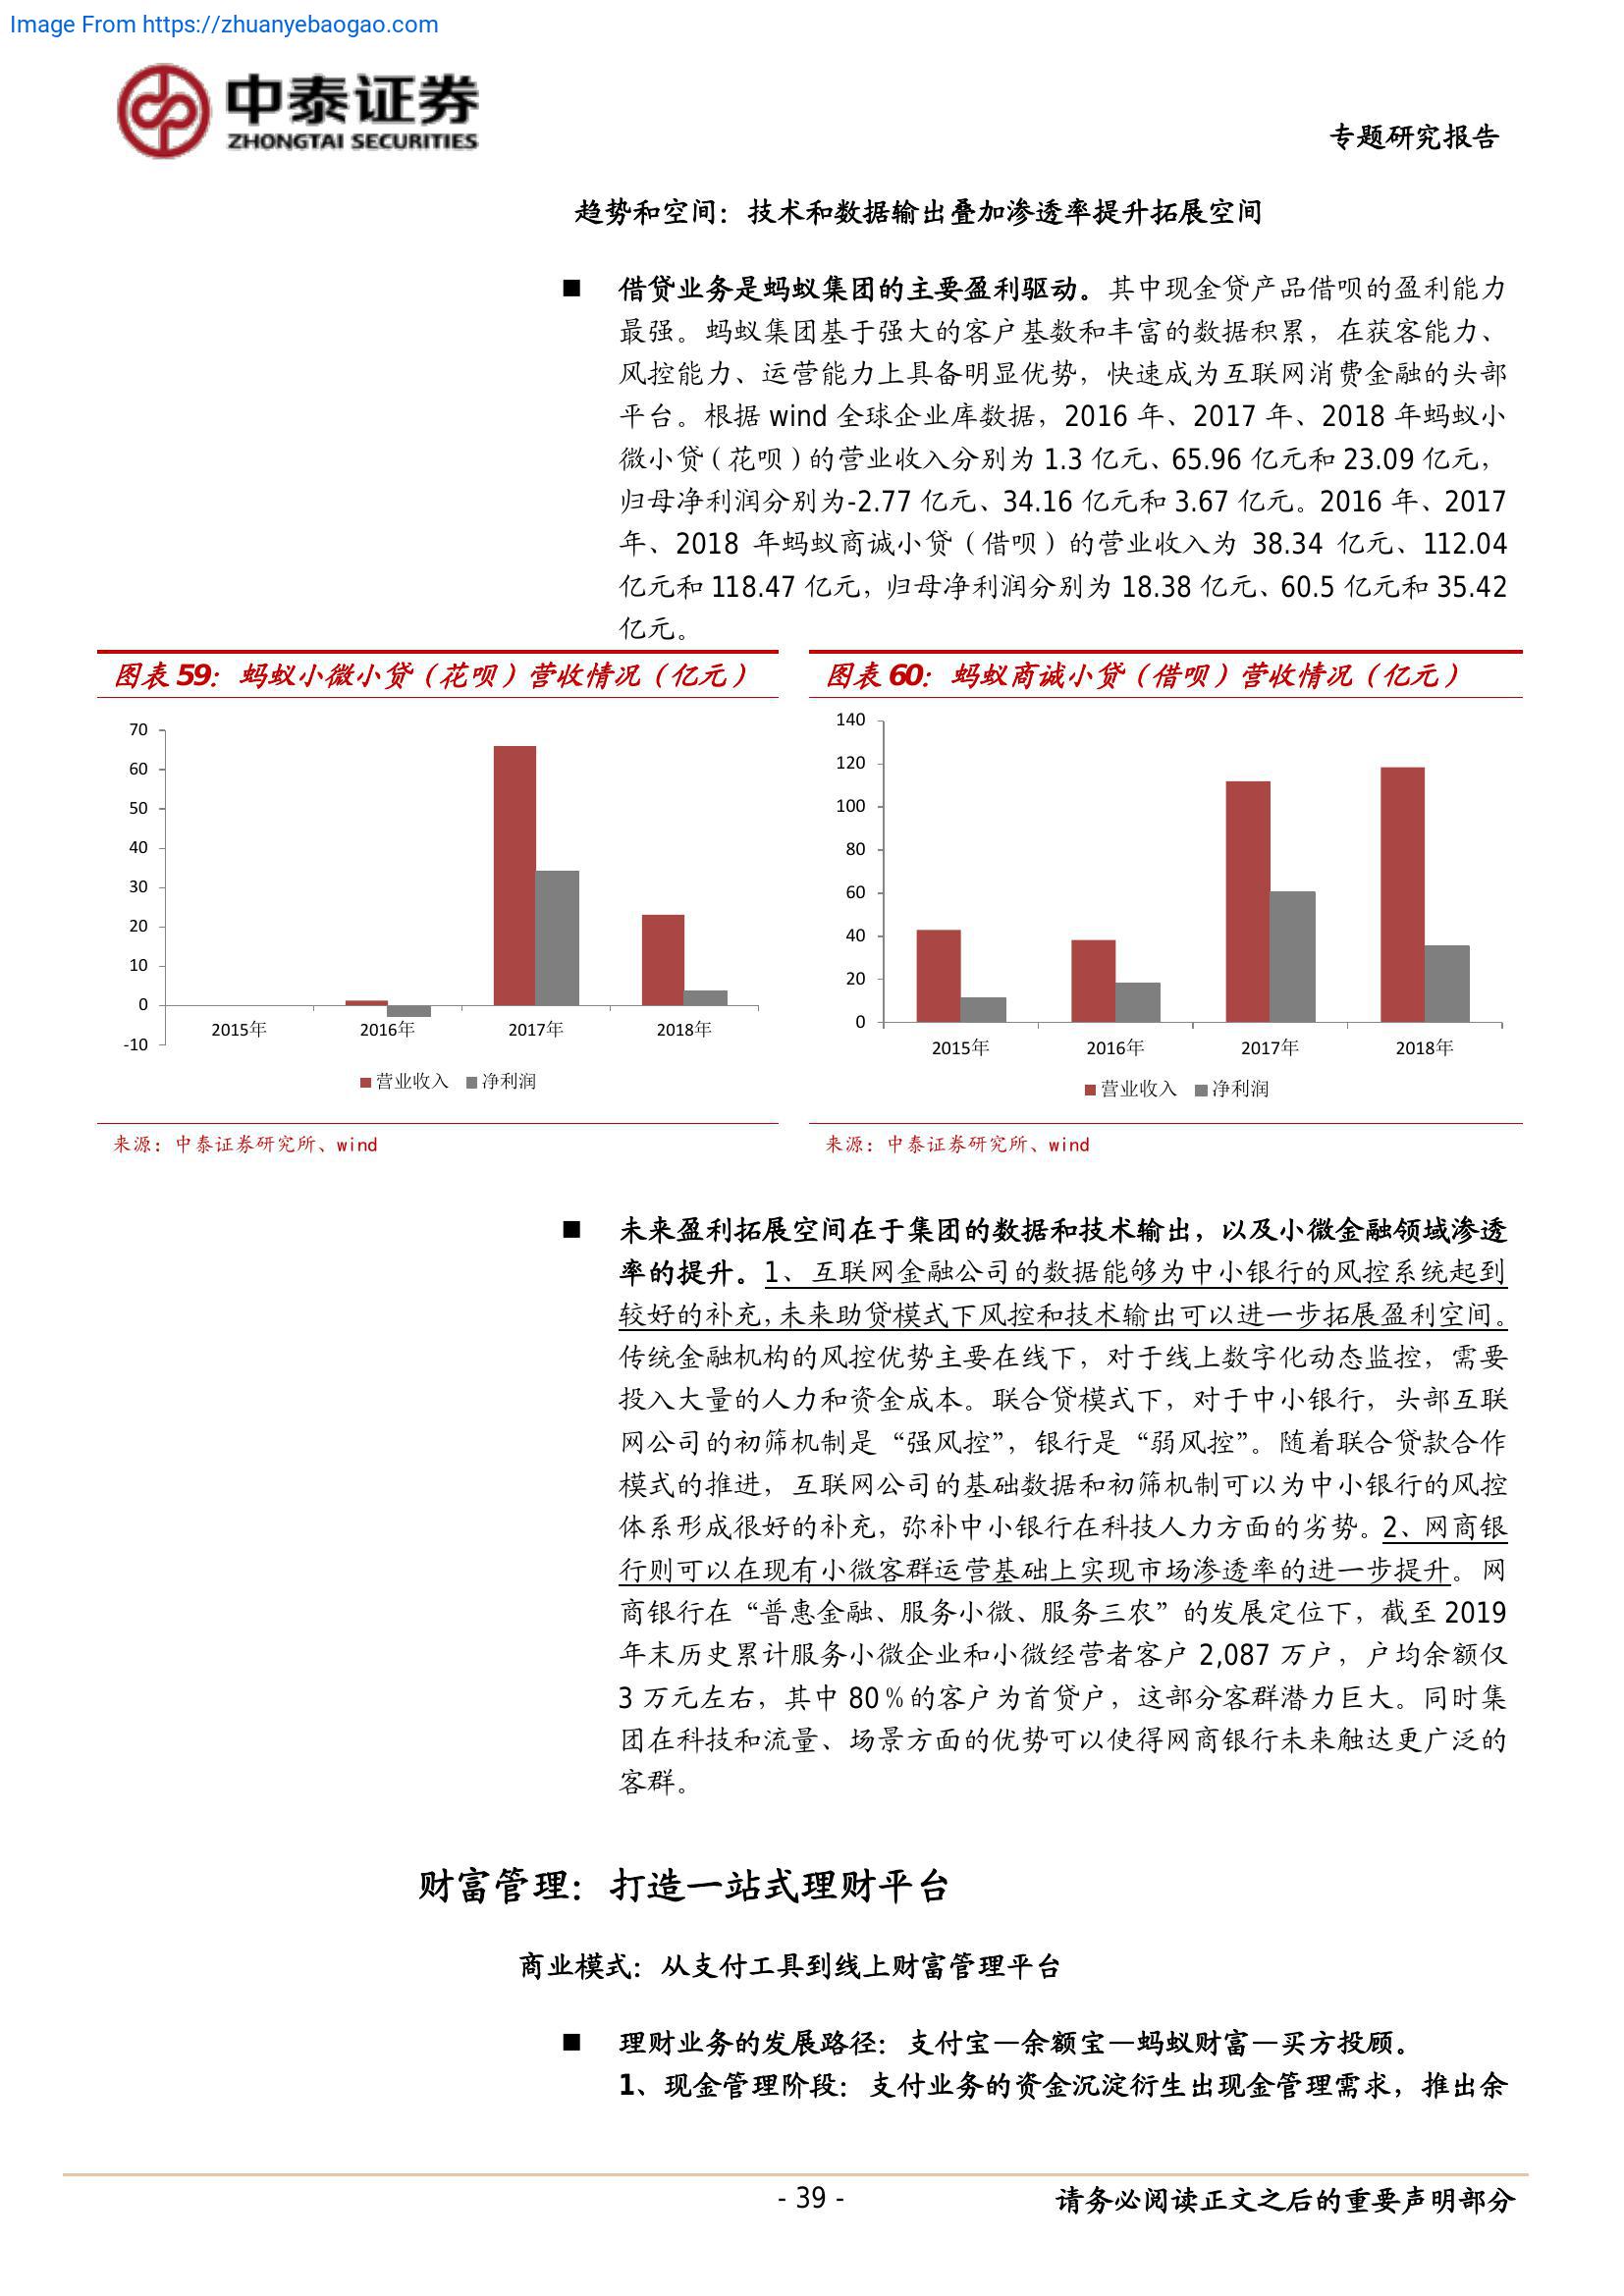 Image From https://zhuanyebaogao.com
中泰证券
ZHONGTAI SECURITIES
专题研究报告
趋势和空间：技术和数据输出叠加渗透率提升拓展空间
■ 借贷业务是蚂蚁集团的主要盈利驱动。其中现金贷产品借呗的盈利能力
最强。蚂蚁集团基于强大的客户基数和丰富的数据积累，在获客能力、
风控能力、运营能力上具备明显优势，快速成为互联网消费金融的头部
平台。根据 wind 全球企业库数据，2016 年、2017 年、2018 年蚂蚁小
微小贷（花呗）的营业收入分别为 1.3 亿元、65.96 亿元和 23.09 亿元，
归母净利润分别为-2.77 亿元、34.16 亿元和 3.67 亿元。2016 年、2017
年、2018 年蚂蚁商诚小贷（借呗）的营业收入为 38.34 亿元、112.04
亿元和 118.47 亿元，归母净利润分别为 18.38 亿元、60.5 亿元和 35.42
亿元。
图表 59：蚂蚁小微小贷（花呗）营收情况（亿元）
70
60
50
40
30
20
10
0
-10
2015年 2016年 2017年 2018年
营业收入 净利润
来源：中泰证券研究所、wind
图表 60：蚂蚁商诚小贷（借呗）营收情况（亿元）
140
120
100
80
60
40
20
0
2015年 2016年 2017年 2018年
营业收入 净利润
来源：中泰证券研究所、wind
■ 未来盈利拓展空间在于集团的数据和技术输出，以及小微金融领域渗透
率的提升。1、互联网金融公司的数据能够为中小银行的风控系统起到
较好的补充，未来助贷模式下风控和技术输出可以进一步拓展盈利空间。
传统金融机构的风控优势主要在线下，对于线上数字化动态监控，需要
投入大量的人力和资金成本。联合贷模式下，对于中小银行，头部互联
网公司的初筛机制是“强风控”，银行是“弱风控”。随着联合贷款合作
模式的推进，互联网公司的基础数据和初筛机制可以为中小银行的风控
体系形成很好的补充，弥补中小银行在科技人力方面的劣势。2、网商银
行则可以在现有小微客群运营基础上实现市场渗透率的进一步提升。网
商银行在“普惠金融、服务小微、服务三农”的发展定位下，截至 2019
年末历史累计服务小微企业和小微经营者客户 2,087 万户，户均余额仅
3 万元左右，其中 80％的客户为首贷户，这部分客群潜力巨大。同时集
团在科技和流量、场景方面的优势可以使得网商银行未来触达更广泛的
客群。
财富管理：打造一站式理财平台
商业模式：从支付工具到线上财富管理平台
■ 理财业务的发展路径：支付宝—余额宝—蚂蚁财富—买方投顾。
1、现金管理阶段：支付业务的资金沉淀衍生出现金管理需求，推出余
- 39 -
请务必阅读正文之后的重要声明部分